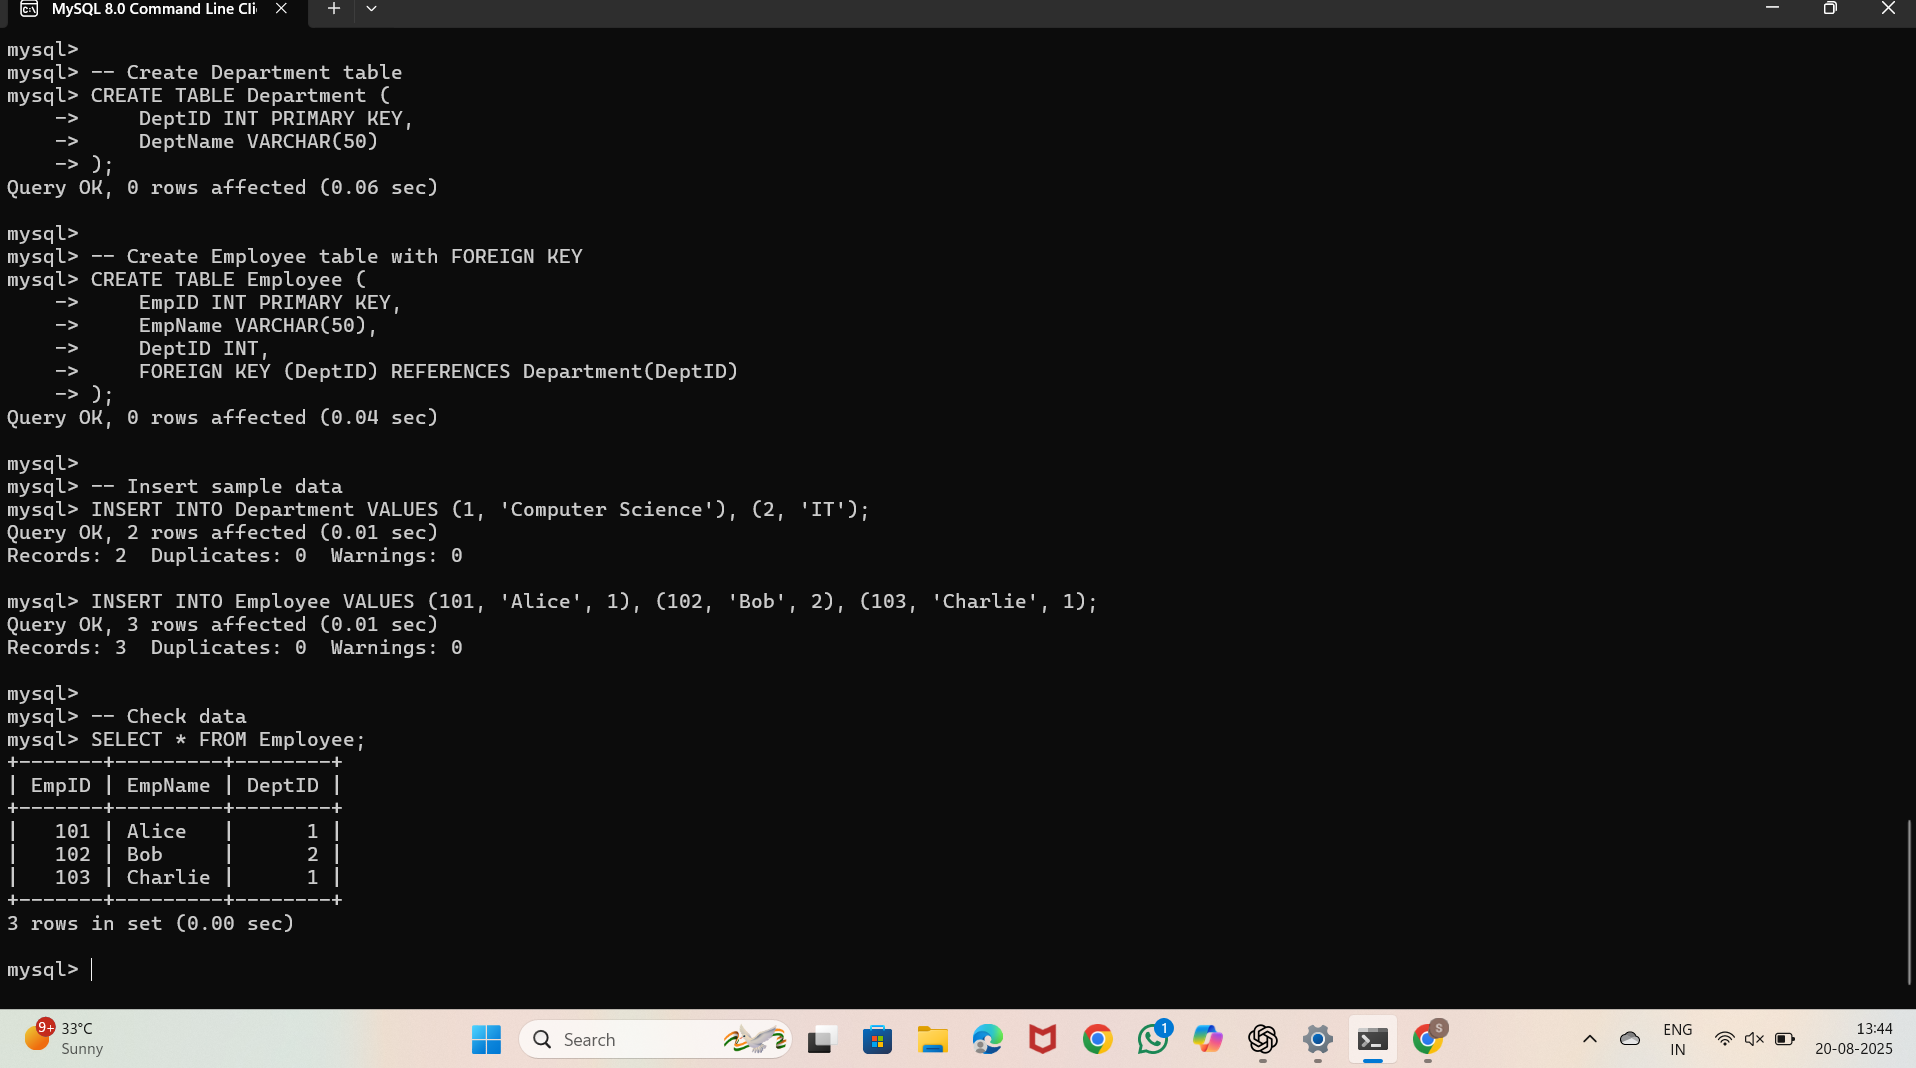 MySQL 8.0 Command Line Cli
mysql>
mysql> -- Create Department table
mysql> CREATE TABLE Department (
    ->     DeptID INT PRIMARY KEY,
    ->     DeptName VARCHAR(50)
    -> );
Query OK, 0 rows affected (0.06 sec)
mysql>
mysql> -- Create Employee table with FOREIGN KEY
mysql> CREATE TABLE Employee (
    ->     EmpID INT PRIMARY KEY,
    ->     EmpName VARCHAR(50),
    ->     DeptID INT,
    ->     FOREIGN KEY (DeptID) REFERENCES Department(DeptID)
    -> );
Query OK, 0 rows affected (0.04 sec)
mysql>
mysql> -- Insert sample data
mysql> INSERT INTO Department VALUES (1, 'Computer Science'), (2, 'IT');
Query OK, 2 rows affected (0.01 sec)
Records: 2  Duplicates: 0  Warnings: 0
mysql> INSERT INTO Employee VALUES (101, 'Alice', 1), (102, 'Bob', 2), (103, 'Charlie', 1);
Query OK, 3 rows affected (0.01 sec)
Records: 3  Duplicates: 0  Warnings: 0
mysql>
mysql> -- Check data
mysql> SELECT * FROM Employee;
+-------+---------+--------+
| EmpID | EmpName | DeptID |
+-------+---------+--------+
|   101 | Alice   |      1 |
|   102 | Bob     |      2 |
|   103 | Charlie |      1 |
+-------+---------+--------+
3 rows in set (0.00 sec)
mysql>
9+
33°C
Sunny
Search
1
S
ENG
IN
13:44
20-08-2025